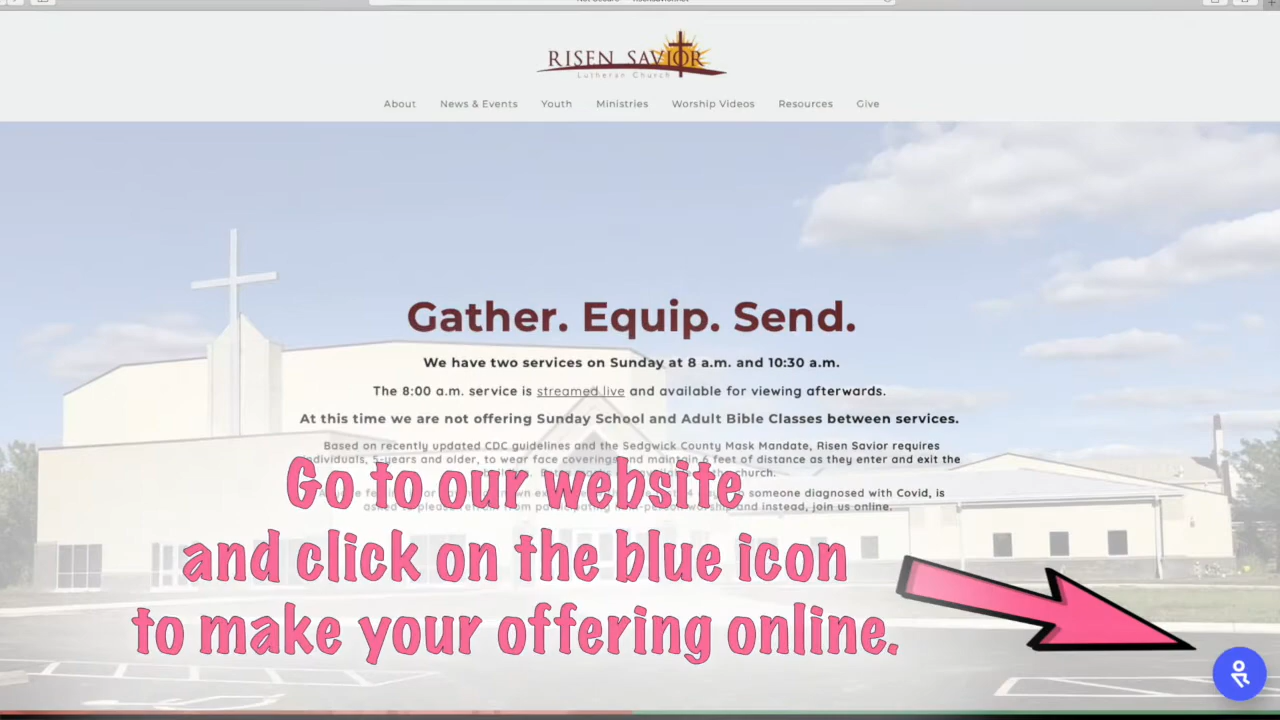 RISEN SAVIOR
Lutheran Church
About News & Events Youth Ministries Worship Videos Resources Give
Gather. Equip. Send.
We have two services on Sunday at 8 a.m. and 10:30 a.m.
The 8:00 a.m. service is streamed live and available for viewing afterwards.
At this time we are not offering Sunday School and Adult Bible Classes between services.
Based on recently updated CDC guidelines and the Sedgwick County Mask Mandate, Risen Savior requires
individuals, 5-years and older, to wear face coverings and maintain 6 feet of distance as they enter and exit the
church.
someone diagnosed with Covid, is
and instead, join us online.
Go to our website
and click on the blue icon
to make your offering online.